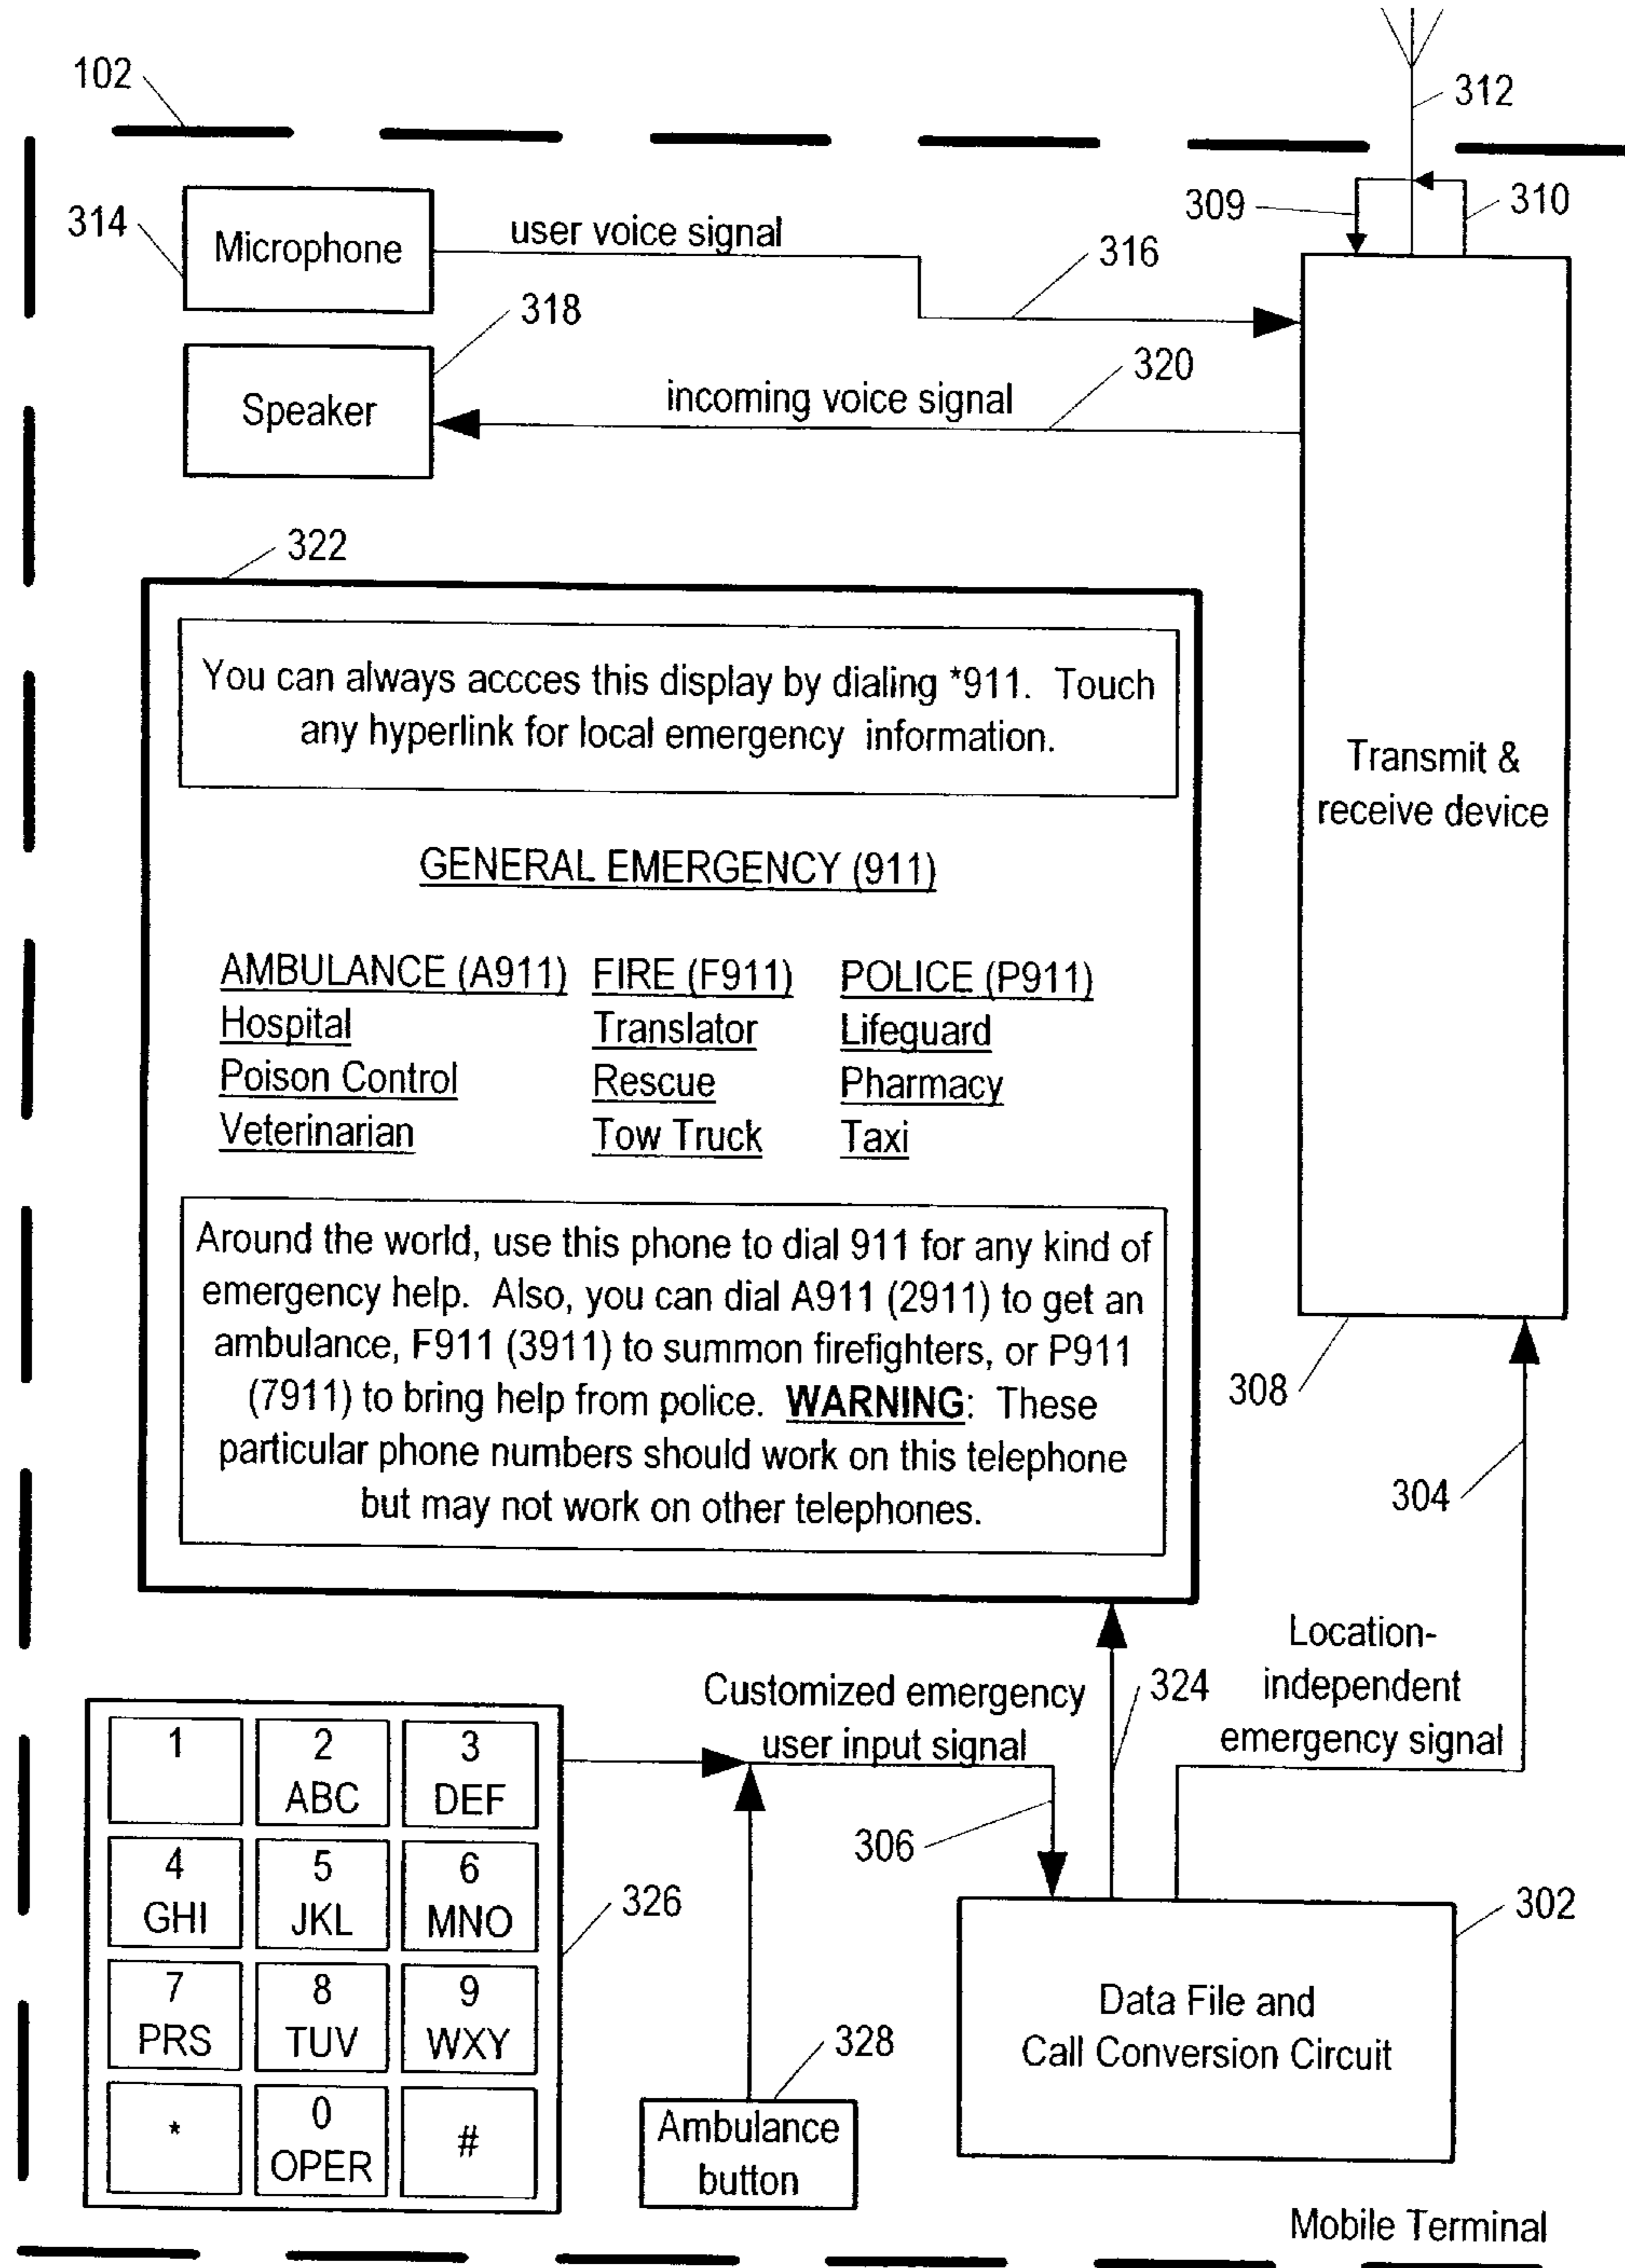 102
312
314
Microphone
user voice signal
309
310
316
318
Speaker
incoming voice signal
320
322
You can always accces this display by dialing *911. Touch
any hyperlink for local emergency information.
GENERAL EMERGENCY (911)
AMBULANCE (A911) FIRE (F911) POLICE (P911)
Hospital Translator Lifeguard
Poison Control Rescue Pharmacy
Veterinarian Tow Truck Taxi
Around the world, use this phone to dial 911 for any kind of
emergency help. Also, you can dial A911 (2911) to get an
ambulance, F911 (3911) to summon firefighters, or P911
(7911) to bring help from police. WARNING: These
particular phone numbers should work on this telephone
but may not work on other telephones.
Transmit &
receive device
308
304
Location-
independent
emergency signal
324
Customized emergency
user input signal
306
1 2 3
ABC DEF
4 5 6
GHI JKL MNO
7 8 9
PRS TUV WXY
* 0 #
OPER
326
328
Ambulance
button
302
Data File and
Call Conversion Circuit
Mobile Terminal